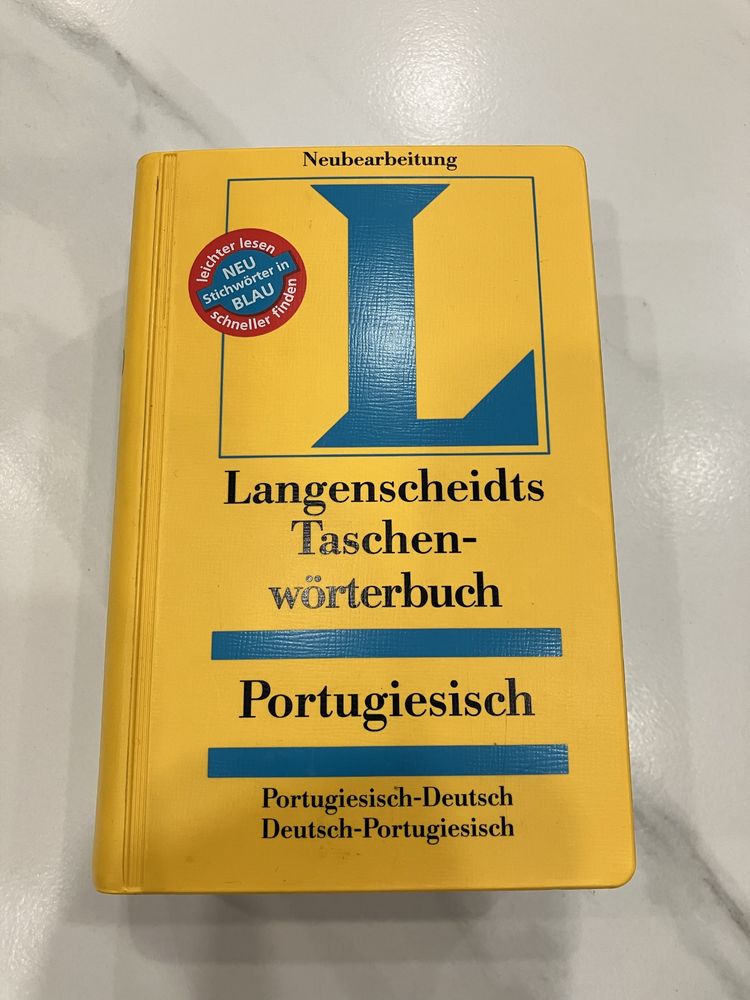 Neubearbeitung
L
leichter lesen
NEU
Stichwörter in
BLAU
schneller finden
Langenscheidts
Taschen-
wörterbuch
Portugiesisch
Portugiesisch-Deutsch
Deutsch-Portugiesisch